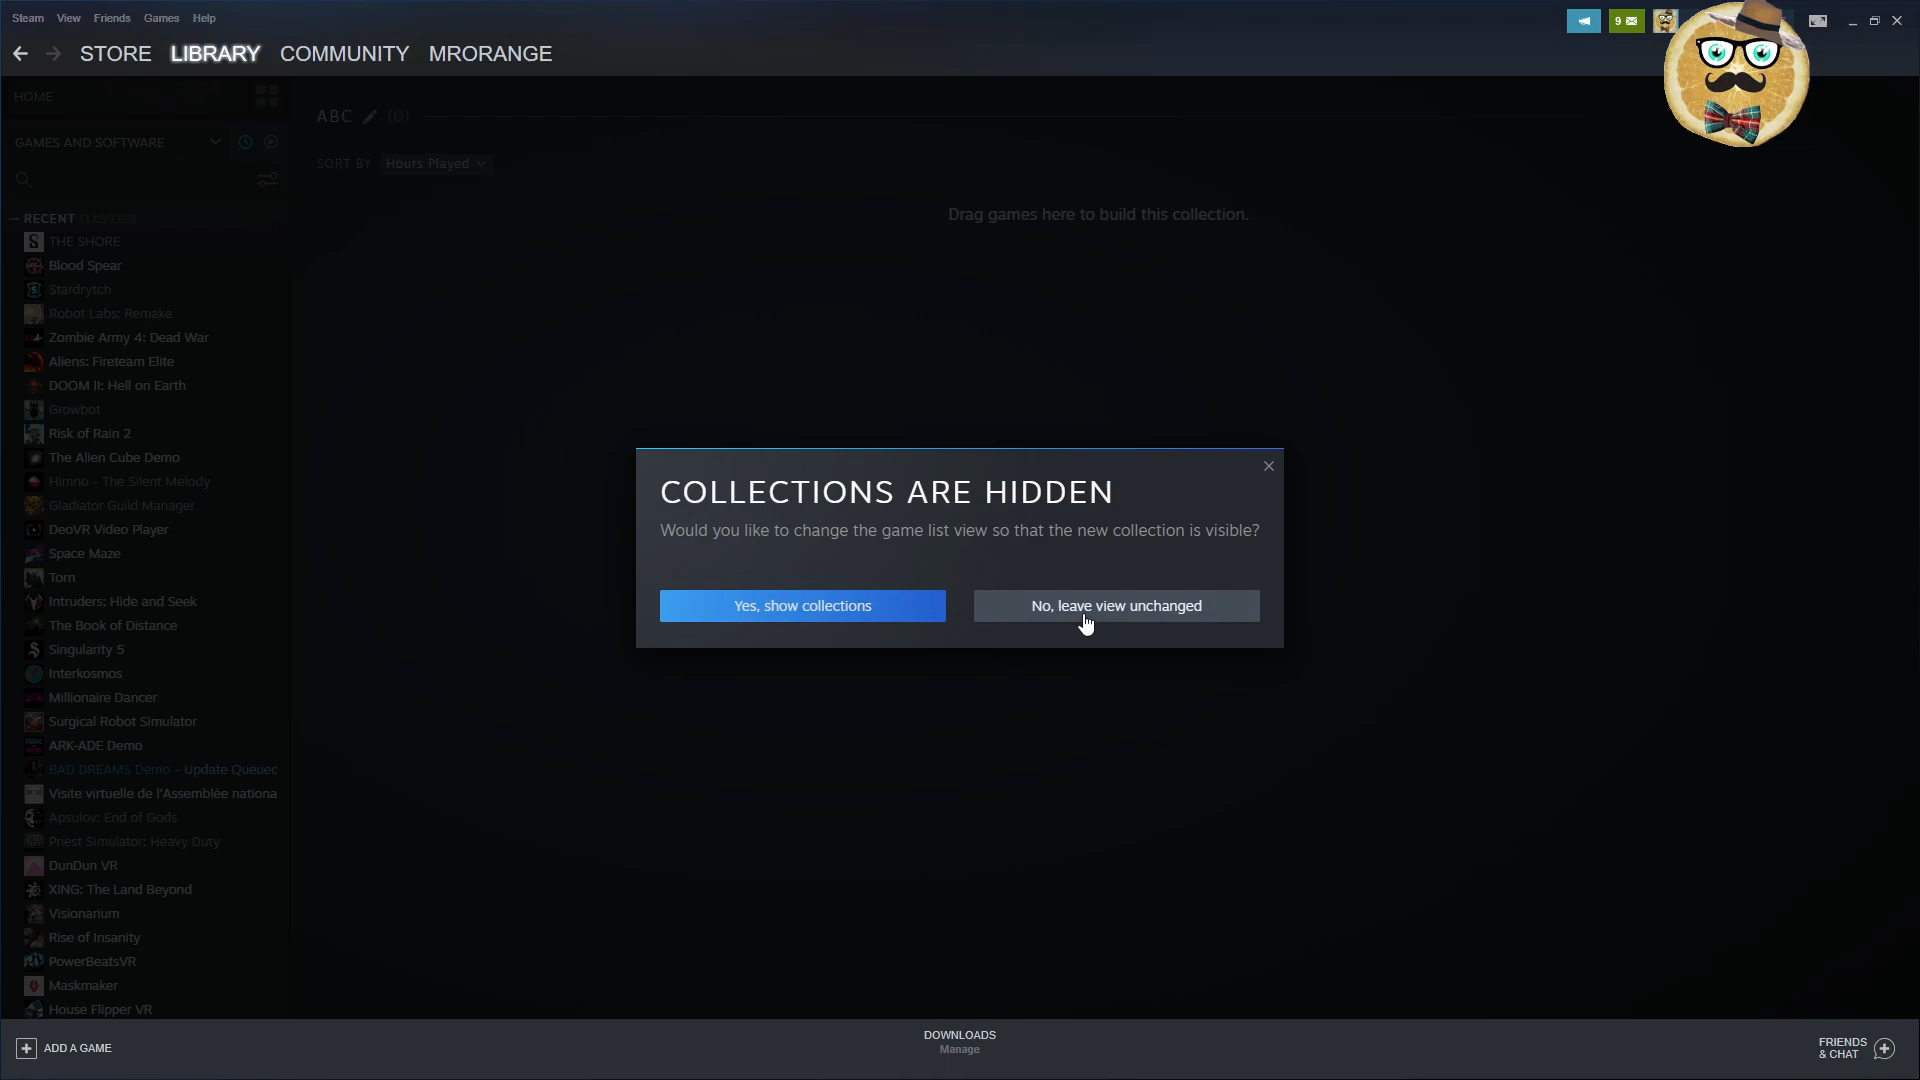 Steam View Friends Games Help
9
STORE LIBRARY COMMUNITY MRORANGE
HOME
ABC (0)
GAMES AND SOFTWARE
SORT BY Hours Played
Drag games here to build this collection.
— RECENT
THE SHORE
Blood Spear
Stardrytch
Robot Labs: Remake
Zombie Army 4: Dead War
Aliens: Fireteam Elite
DOOM II: Hell on Earth
Growbot
Risk of Rain 2
The Alien Cube Demo
Himno - The Silent Melody
Gladiator Guild Manager
DeoVR Video Player
Space Maze
Torn
Intruders: Hide and Seek
The Book of Distance
Singularity 5
Interkosmos
Millionaire Dancer
Surgical Robot Simulator
ARK-ADE Demo
BAD DREAMS Demo - Update Queued
Visite virtuelle de l'Assemblée nationa
Apsulov: End of Gods
Priest Simulator: Heavy Duty
DunDun VR
XING: The Land Beyond
Visionarium
Rise of Insanity
PowerBeatsVR
Maskmaker
House Flipper VR
COLLECTIONS ARE HIDDEN
Would you like to change the game list view so that the new collection is visible?
Yes, show collections
No, leave view unchanged
ADD A GAME
DOWNLOADS
Manage
FRIENDS
& CHAT